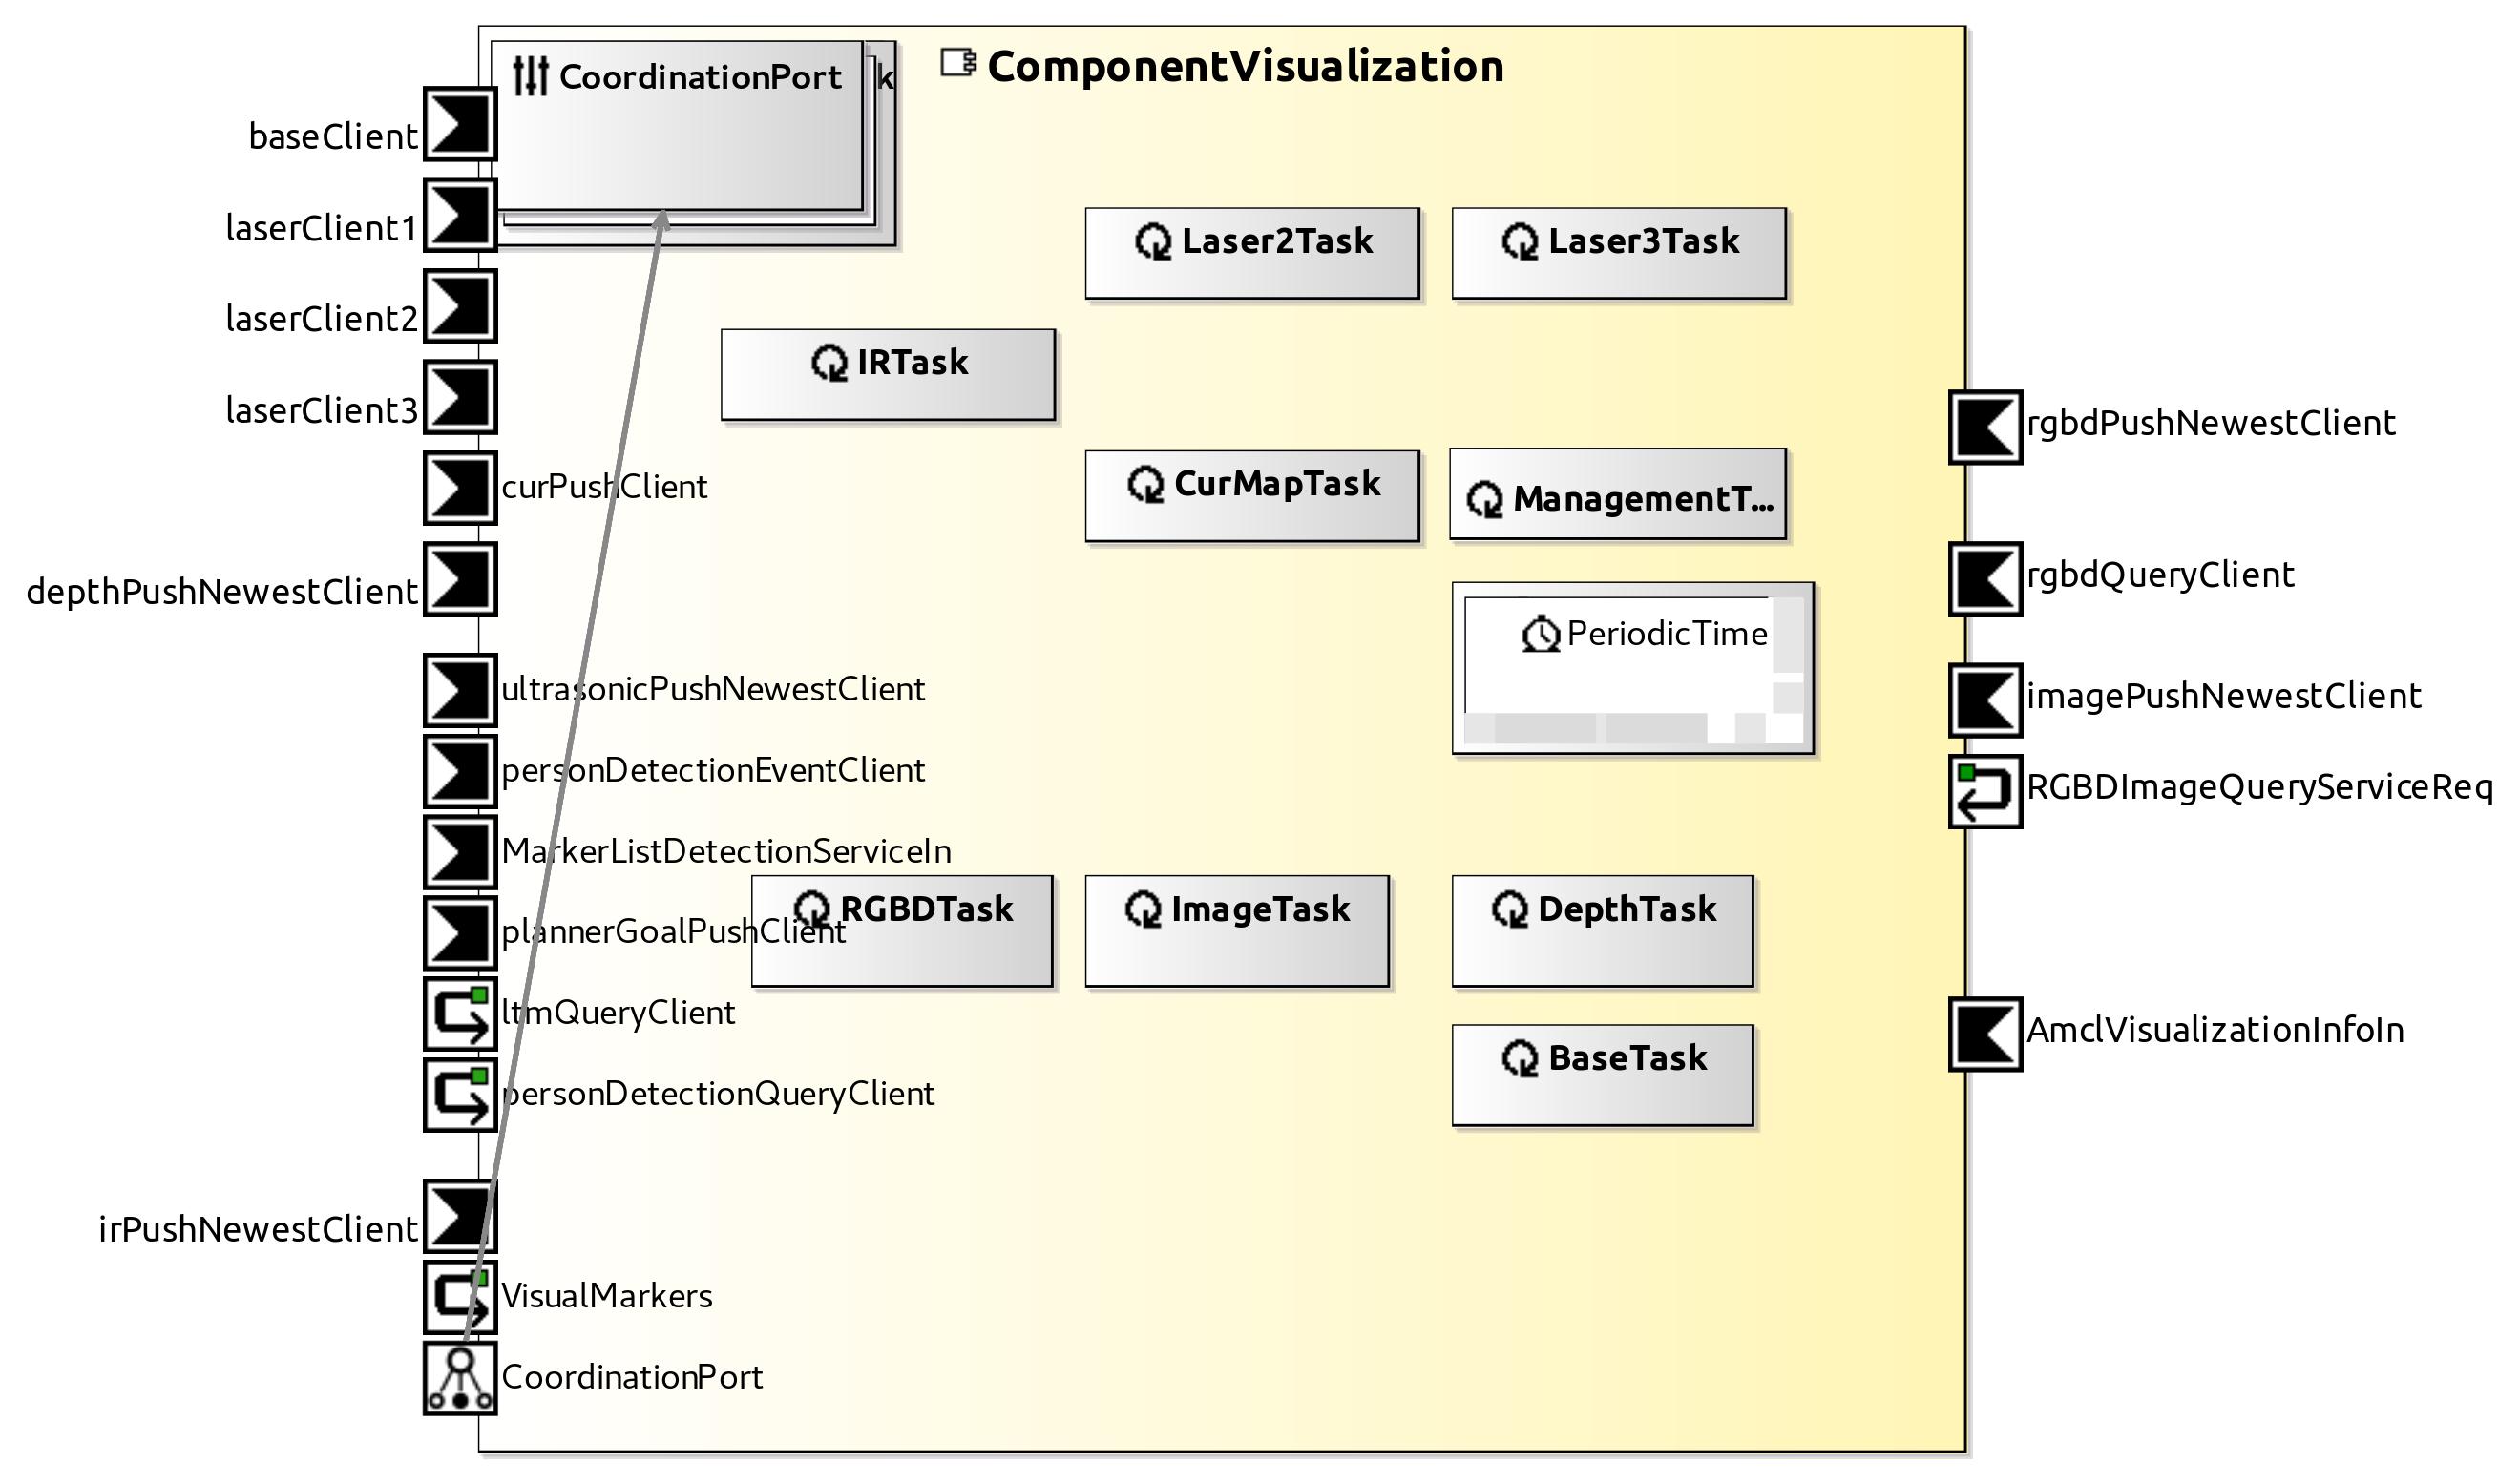 ComponentVisualization
CoordinationPort
k
baseClient
laserClient1
laserClient2
laserClient3
curPushClient
depthPushNewestClient
ultrasonicPushNewestClient
personDetectionEventClient
MarkerListDetectionServiceIn
plannerGoalPushClient
ltmQueryClient
personDetectionQueryClient
irPushNewestClient
VisualMarkers
CoordinationPort
Laser2Task
Laser3Task
IRTask
CurMapTask
ManagementT...
PeriodicTime
RGBDTask
ImageTask
DepthTask
BaseTask
rgbdPushNewestClient
rgbdQueryClient
imagePushNewestClient
RGBDImageQueryServiceReq
AmclVisualizationInfoIn